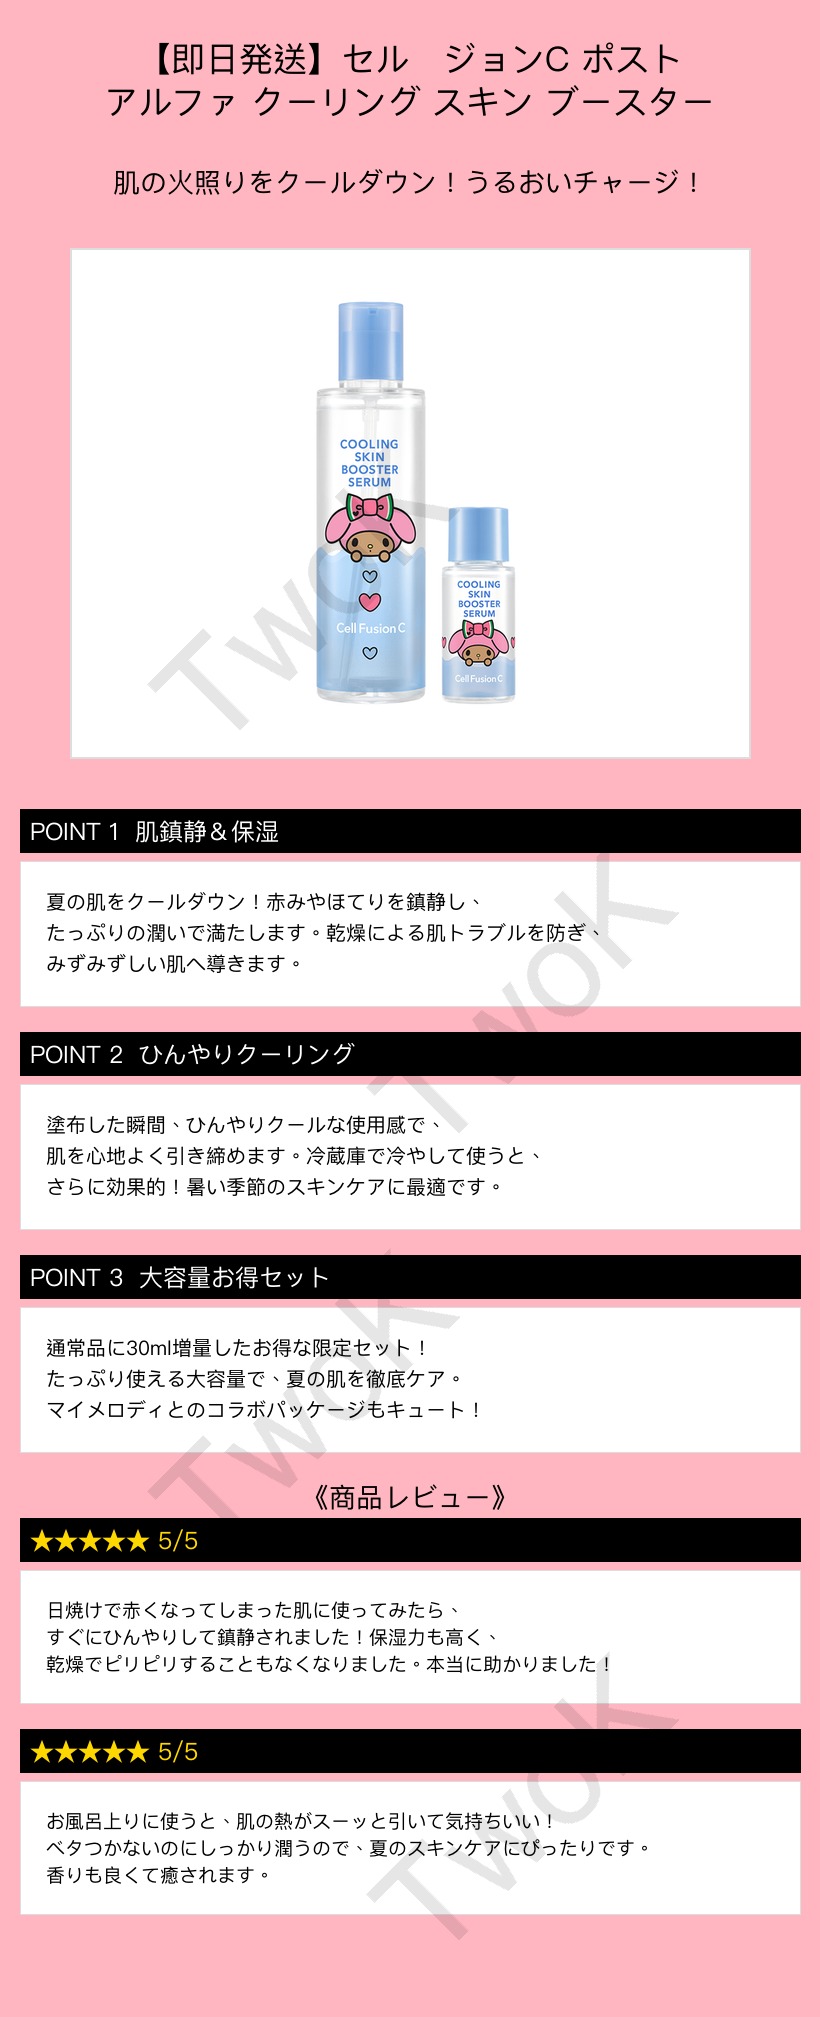 【即日発送】セル　ジョンC ポスト
アルファ クーリング スキン ブースター
肌の火照りをクールダウン！うるおいチャージ！
COOLING
SKIN
BOOSTER
SERUM
Cell Fusion C
COOLING
SKIN
BOOSTER
SERUM
Cell Fusion C
TwoK
POINT 1 肌鎮静＆保湿
夏の肌をクールダウン！赤みやほてりを鎮静し、
たっぷりの潤いで満たします。乾燥による肌トラブルを防ぎ、
みずみずしい肌へ導きます。
TwoK
POINT 2 ひんやりクーリング
塗布した瞬間、ひんやりクールな使用感で、
肌を心地よく引き締めます。冷蔵庫で冷やして使うと、
さらに効果的！暑い季節のスキンケアに最適です。
POINT 3 大容量お得セット
通常品に30ml増量したお得な限定セット！
たっぷり使える大容量で、夏の肌を徹底ケア。
マイメロディとのコラボパッケージもキュート！
TwoK
《商品レビュー》
★★★★★ 5/5
日焼けで赤くなってしまった肌に使ってみたら、
すぐにひんやりして鎮静されました！保湿力も高く、
乾燥でピリピリすることもなくなりました。本当に助かりました！
★★★★★ 5/5
お風呂上りに使うと、肌の熱がスーッと引いて気持ちいい！
ベタつかないのにしっかり潤うので、夏のスキンケアにぴったりです。
香りも良くて癒されます。
TwoK